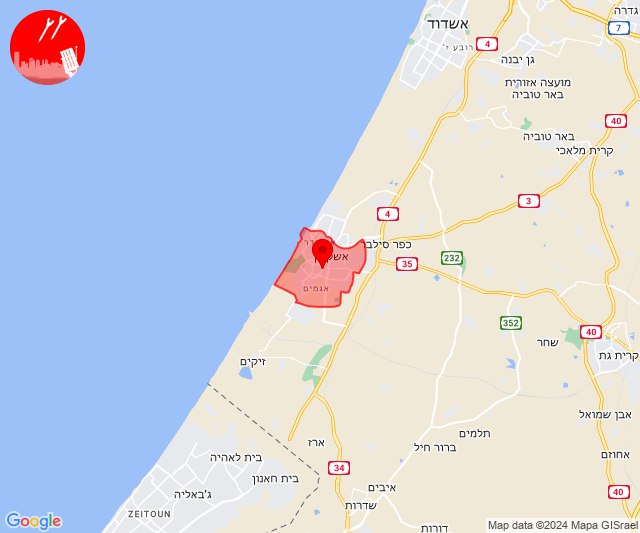 גדרה
אשדוד
7
רובע ז'
4
גן יבנה
מועצה אזורית
באר טוביה
40
באר טוביה
קרית מלאכי
3
4
כפר סילבר
232
35
אגמים
352
40
שחר
קרית גת
זיקים
אבן שמואל
תלמים
ארז
ברור חיל
אחוזם
בית לאהיה
34
בית חאנון
איבים
ג'באליה
40
שדרות
ZEITOUN
דורות
Google
Map data ©2024 Mapa GISrael